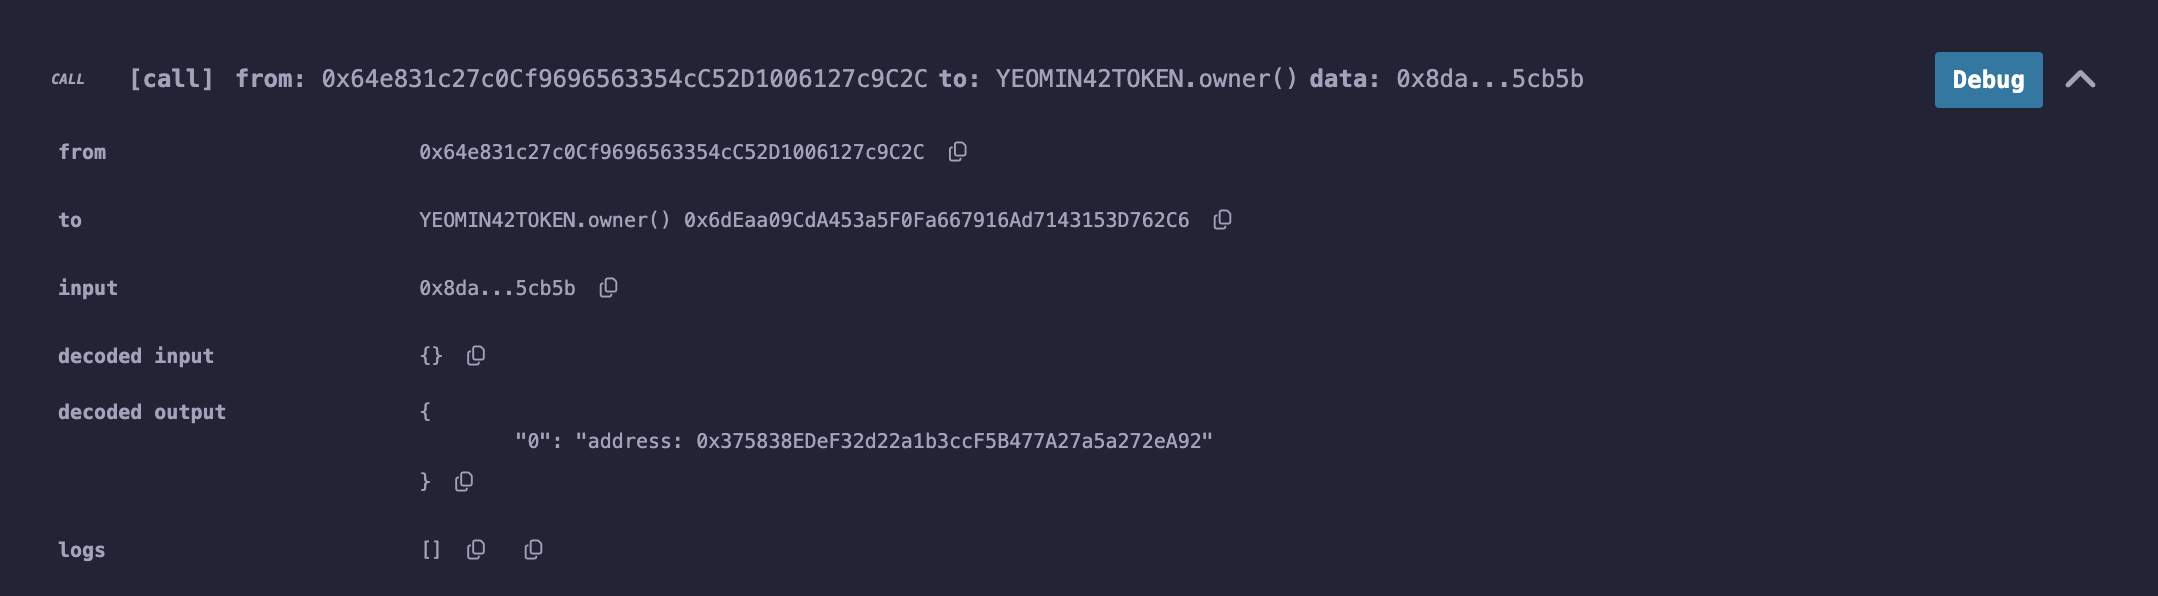 CALL [call] from: 0x64e831c27c0Cf9696563354cC52D1006127c9C2C to: YEOMIN42TOKEN.owner() data: 0x8da...5cb5b Debug
from 0x64e831c27c0Cf9696563354cC52D1006127c9C2C
to YEOMIN42TOKEN.owner() 0x6dEaa09CdA453a5F0Fa667916Ad7143153D762C6
input 0x8da...5cb5b
decoded input {}
decoded output {
"0": "address: 0x375838EDeF32d22a1b3ccF5B477A27a5a272eA92"
}
logs []